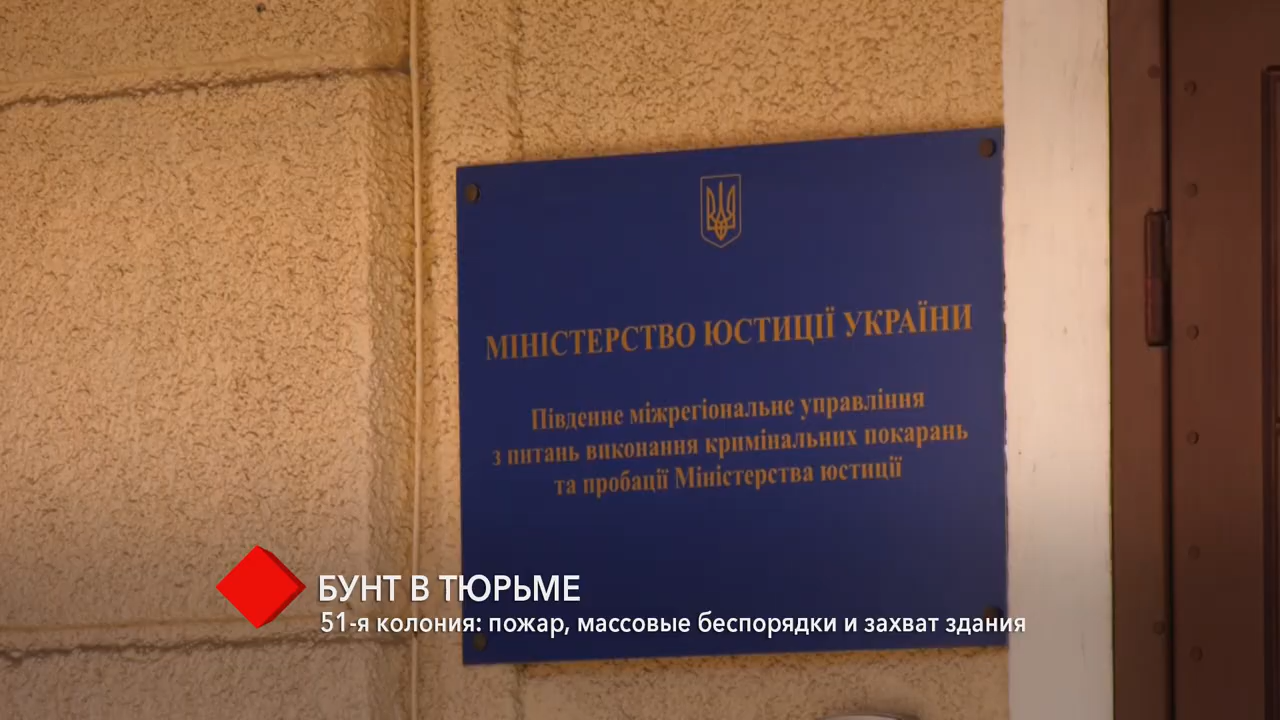 МІНІСТЕРСТВО ЮСТИЦІЇ УКРАЇНИ
Південне міжрегіональне управління
з питань виконання кримінальних покарань
та пробації Міністерства юстиції
БУНТ В ТЮРЬМЕ
51-я колония: пожар, массовые беспорядки и захват здания